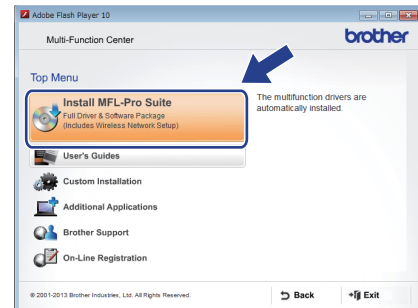 Adobe Flash Player 10
Multi-Function Center
brother
Top Menu
Install MFL-Pro Suite
Full Driver & Software Package
(Includes Wireless Network Setup)
The multifunction drivers are
automatically installed.
User's Guides
Custom Installation
Additional Applications
Brother Support
On-Line Registration
© 2001-2013 Brother Industries, Ltd. All Rights Reserved.
Back
Exit